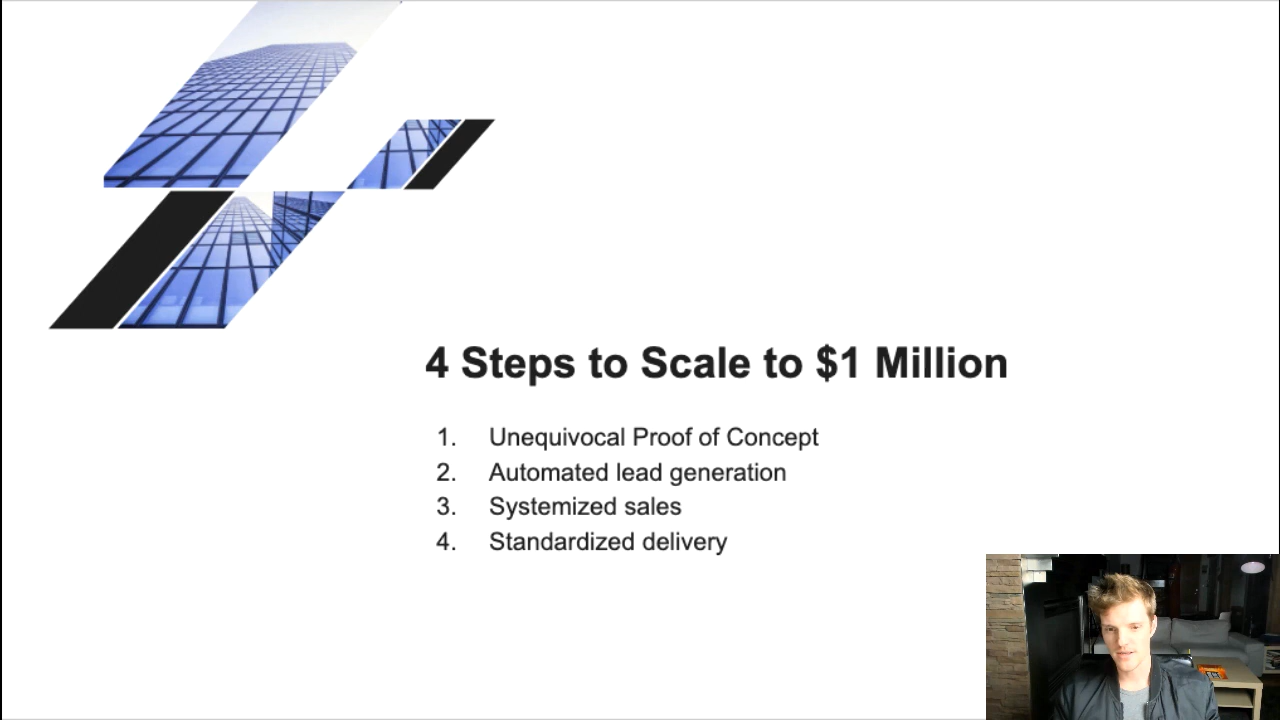 4 Steps to Scale to $1 Million
1. Unequivocal Proof of Concept
2. Automated lead generation
3. Systemized sales
4. Standardized delivery